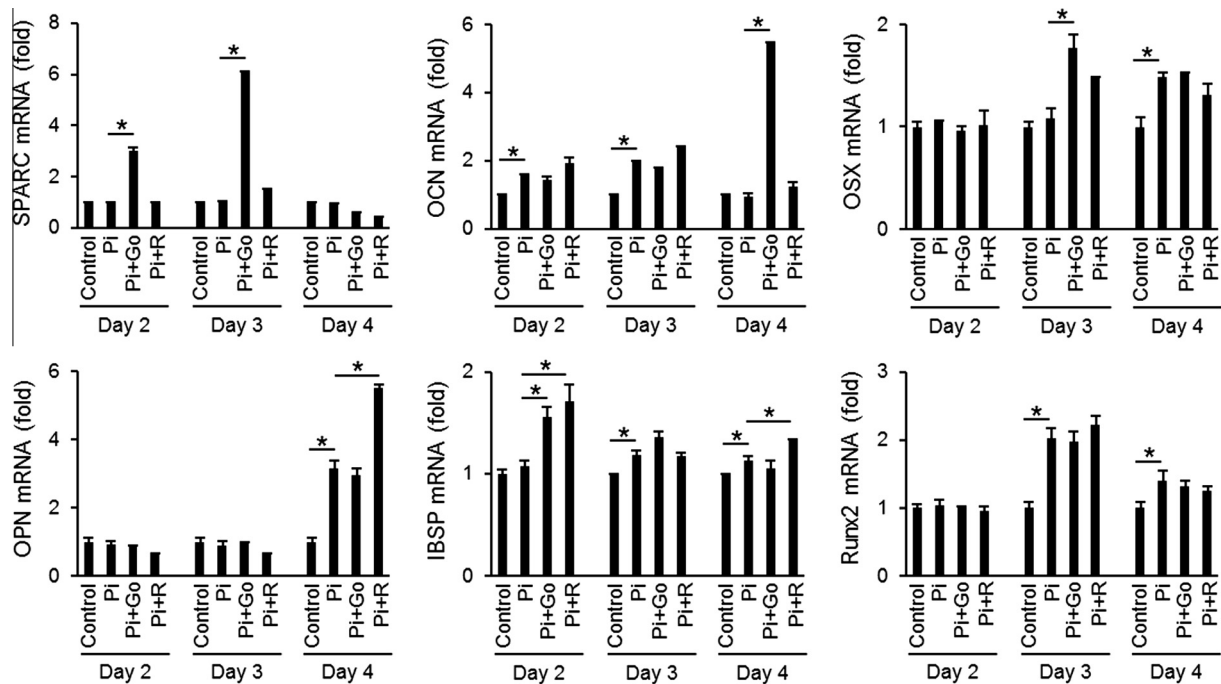 SPARC mRNA (fold)
8
6
4
2
0
*
*
Control
Pi
Pi+Go
Pi+R
Control
Pi
Pi+Go
Pi+R
Control
Pi
Pi+Go
Pi+R
Day 2
Day 3
Day 4
OCN mRNA (fold)
6
4
2
0
*
*
*
Control
Pi
Pi+Go
Pi+R
Control
Pi
Pi+Go
Pi+R
Control
Pi
Pi+Go
Pi+R
Day 2
Day 3
Day 4
OSX mRNA (fold)
2
1
0
*
*
Control
Pi
Pi+Go
Pi+R
Control
Pi
Pi+Go
Pi+R
Control
Pi
Pi+Go
Pi+R
Day 2
Day 3
Day 4
OPN mRNA (fold)
6
4
2
0
*
*
Control
Pi
Pi+Go
Pi+R
Control
Pi
Pi+Go
Pi+R
Control
Pi
Pi+Go
Pi+R
Day 2
Day 3
Day 4
IBSP mRNA (fold)
2
1
0
*
*
*
*
*
Control
Pi
Pi+Go
Pi+R
Control
Pi
Pi+Go
Pi+R
Control
Pi
Pi+Go
Pi+R
Day 2
Day 3
Day 4
Runx2 mRNA (fold)
3
2
1
0
*
*
Control
Pi
Pi+Go
Pi+R
Control
Pi
Pi+Go
Pi+R
Control
Pi
Pi+Go
Pi+R
Day 2
Day 3
Day 4